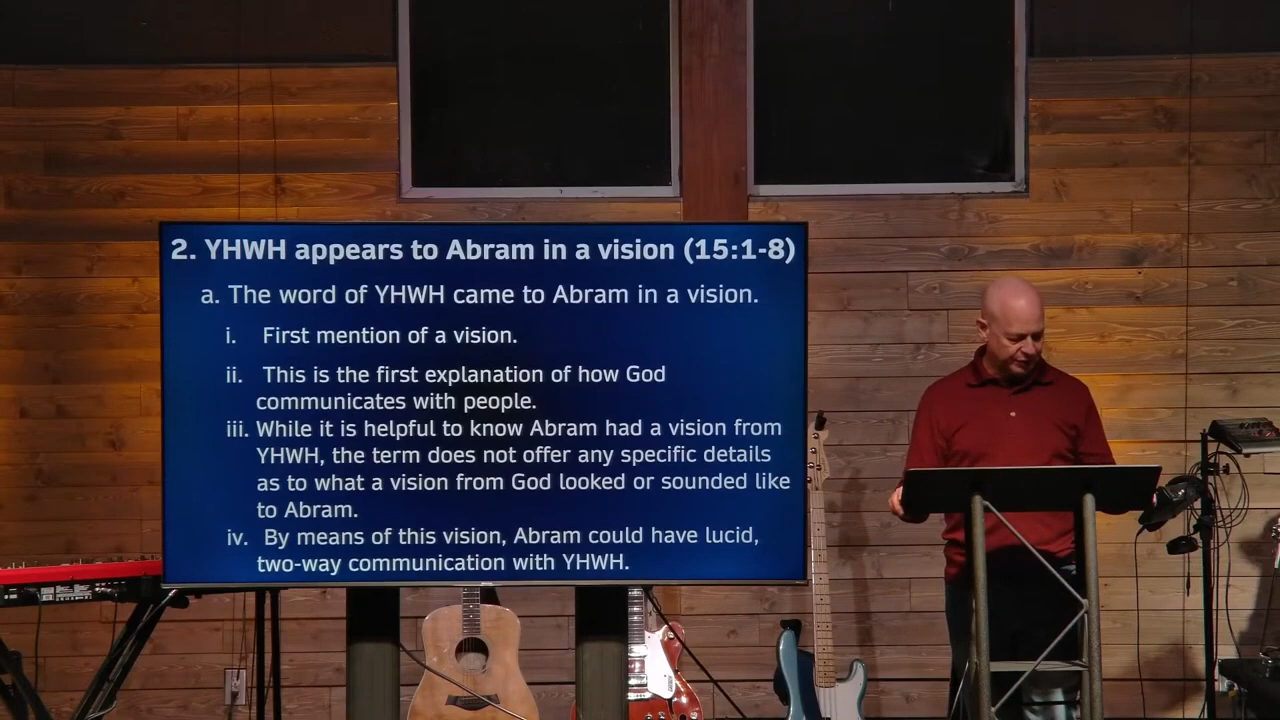 2. YHWH appears to Abram in a vision (15:1-8)
a. The word of YHWH came to Abram in a vision.
i. First mention of a vision.
ii. This is the first explanation of how God
communicates with people.
iii. While it is helpful to know Abram had a vision from
YHWH, the term does not offer any specific details
as to what a vision from God looked or sounded like
to Abram.
iv. By means of this vision, Abram could have lucid,
two-way communication with YHWH.